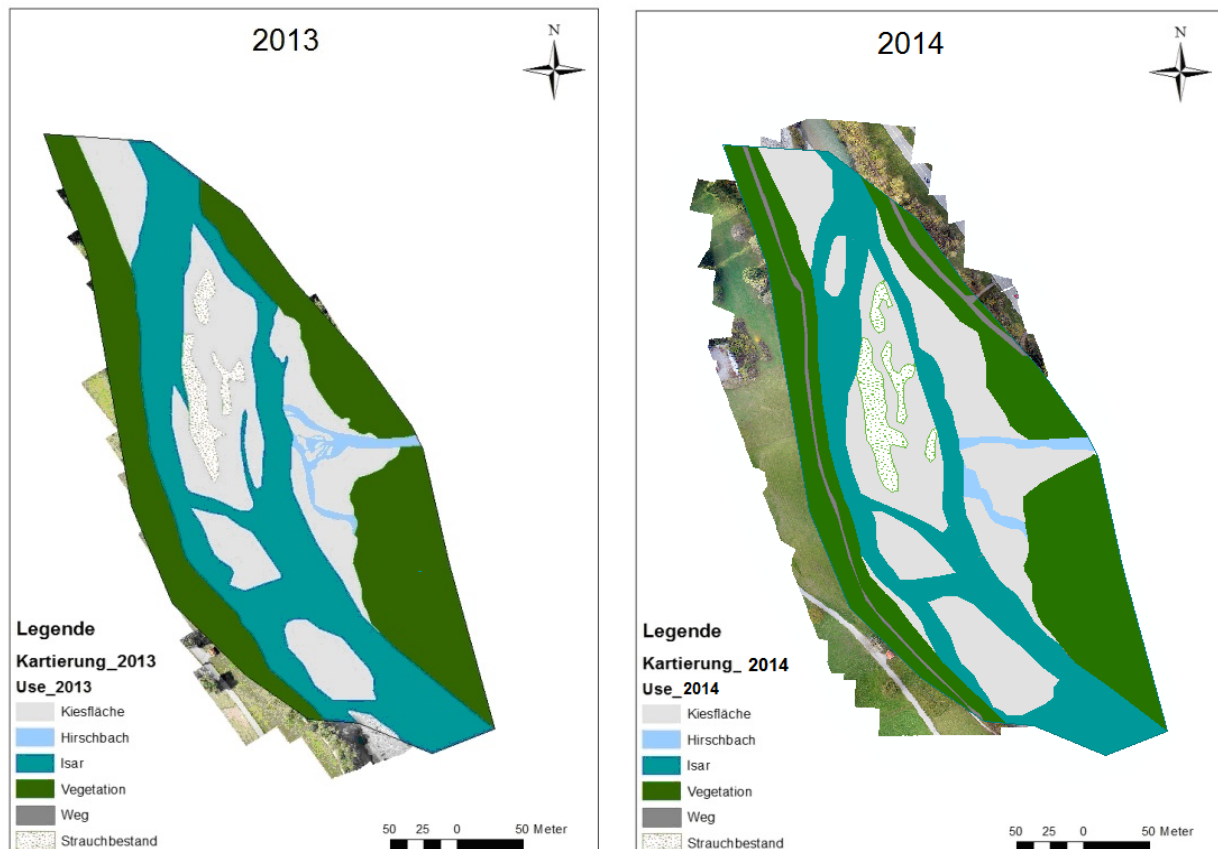 2013
N
Legende
Kartierung_2013
Use_2013
Kiesfläche
Hirschbach
Isar
Vegetation
Weg
Strauchbestand
50 25 0 50 Meter
2014
N
Legende
Kartierung_ 2014
Use_2014
Kiesfläche
Hirschbach
Isar
Vegetation
Weg
Strauchbestand
50 25 0 50 Meter